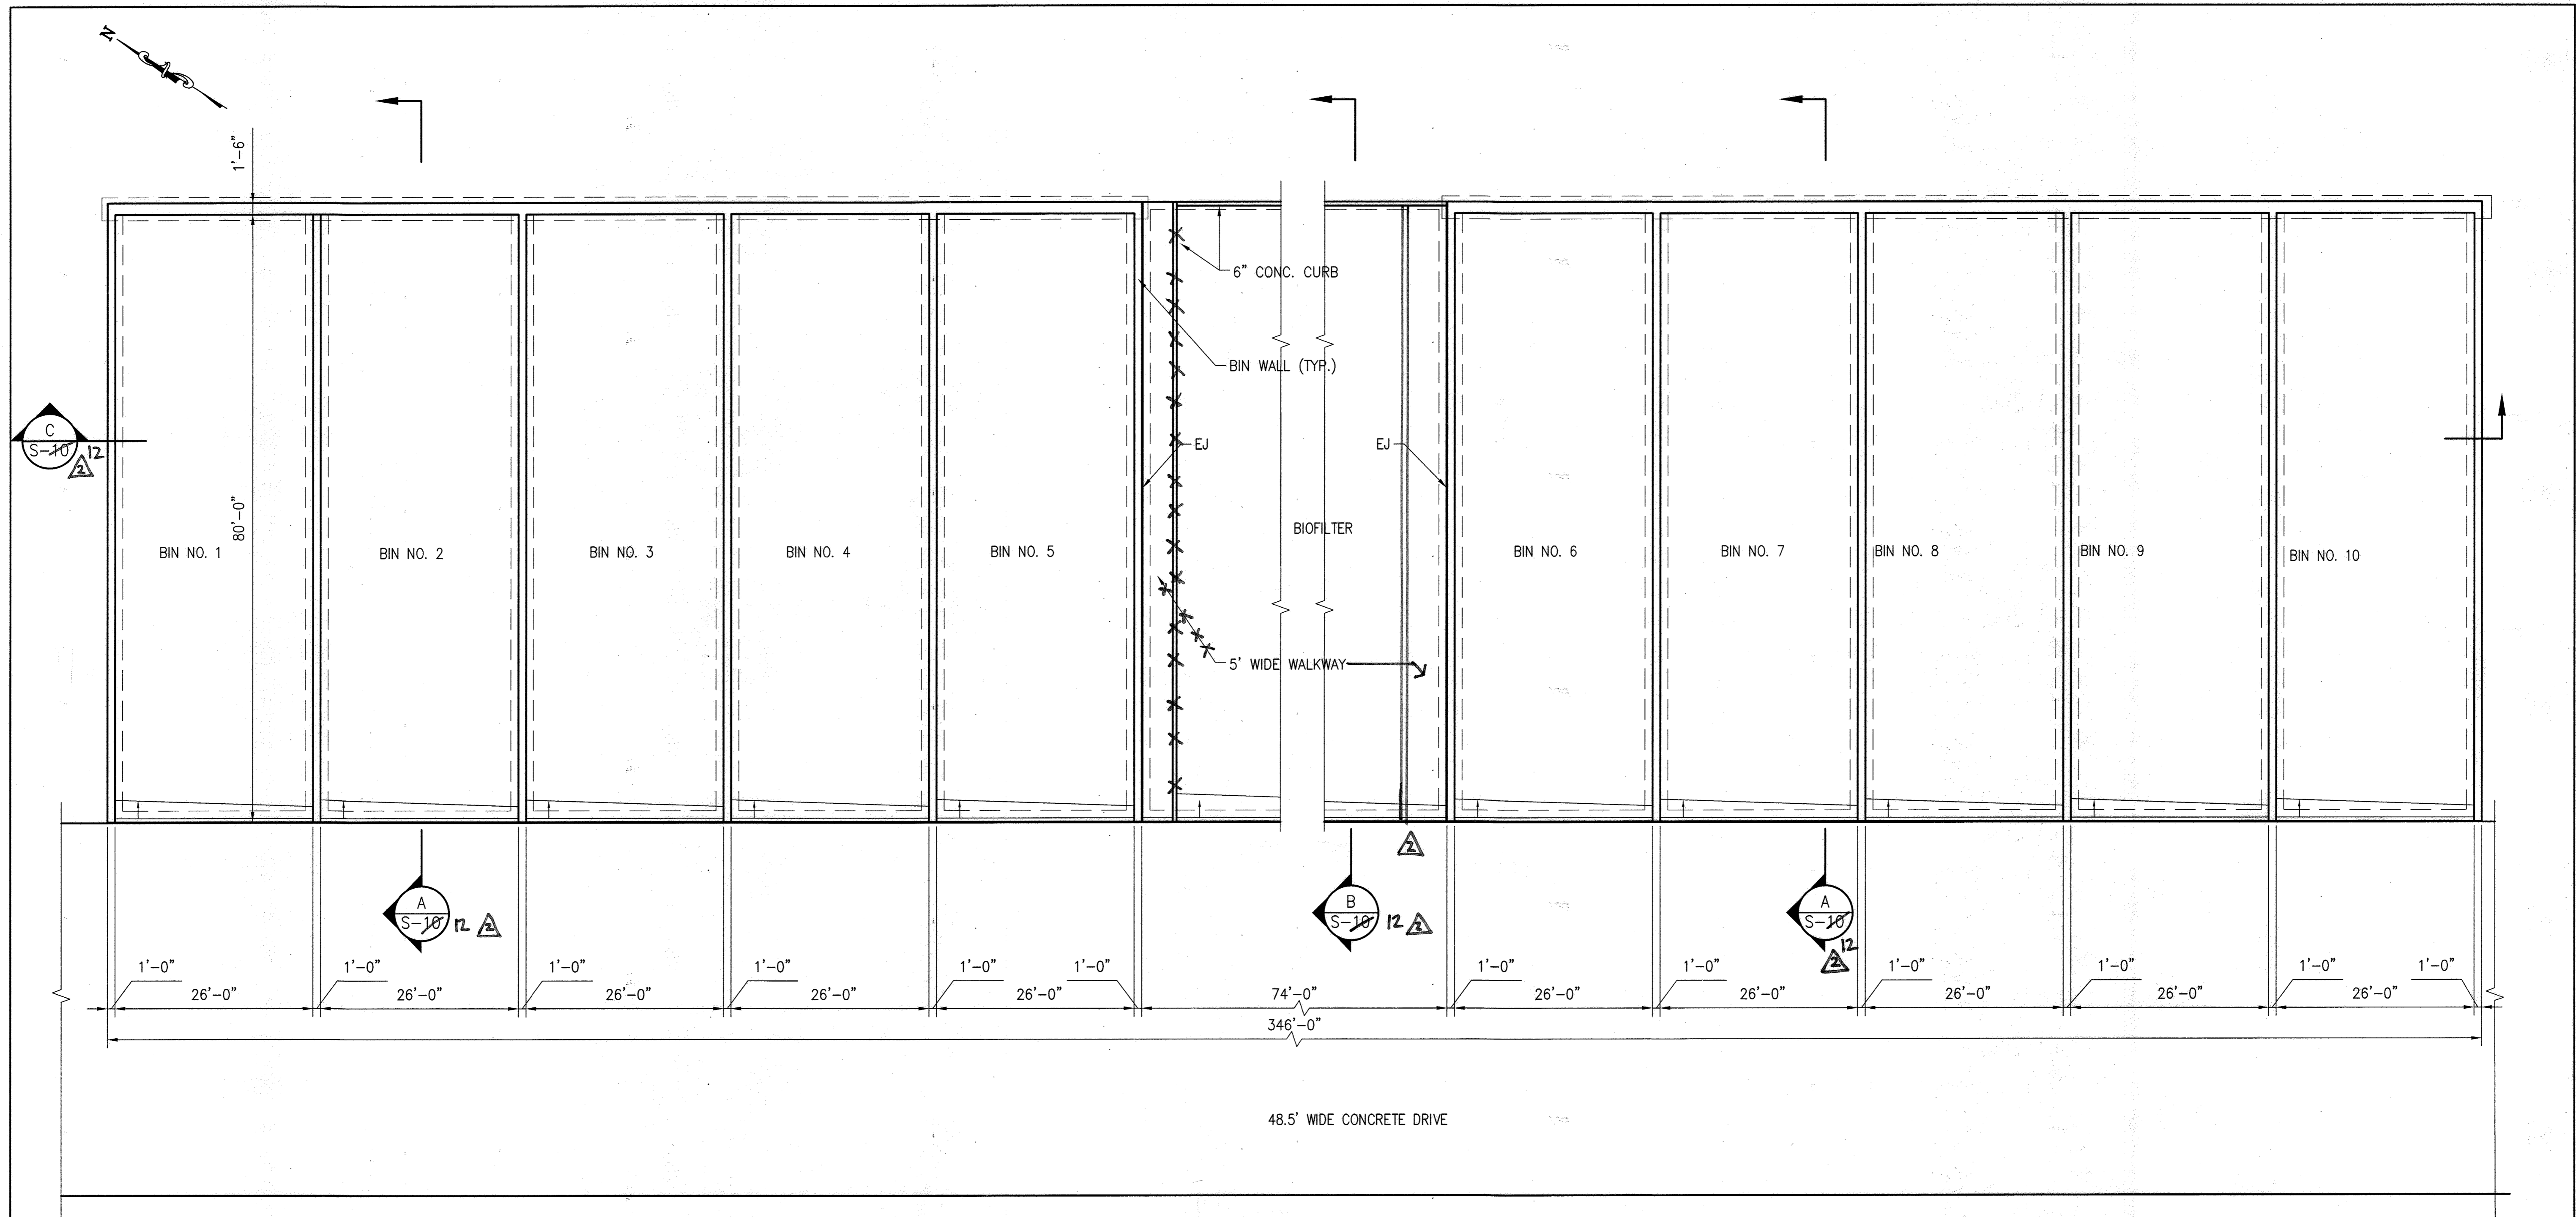 N
1'-6"
6" CONC. CURB
BIN WALL (TYP.)
C
S-10 12
2
EJ
EJ
80'-0"
BIOFILTER
BIN NO. 1
BIN NO. 2
BIN NO. 3
BIN NO. 4
BIN NO. 5
BIN NO. 6
BIN NO. 7
BIN NO. 8
BIN NO. 9
BIN NO. 10
5' WIDE WALKWAY
2
A
S-10 12 2
B
S-10 12 2
A
S-10
12
2
1'-0" 1'-0" 1'-0" 1'-0" 1'-0" 1'-0" 1'-0" 1'-0" 1'-0" 1'-0" 1'-0" 1'-0"
26'-0" 26'-0" 26'-0" 26'-0" 26'-0" 74'-0" 26'-0" 26'-0" 26'-0" 26'-0" 26'-0"
346'-0"
48.5' WIDE CONCRETE DRIVE